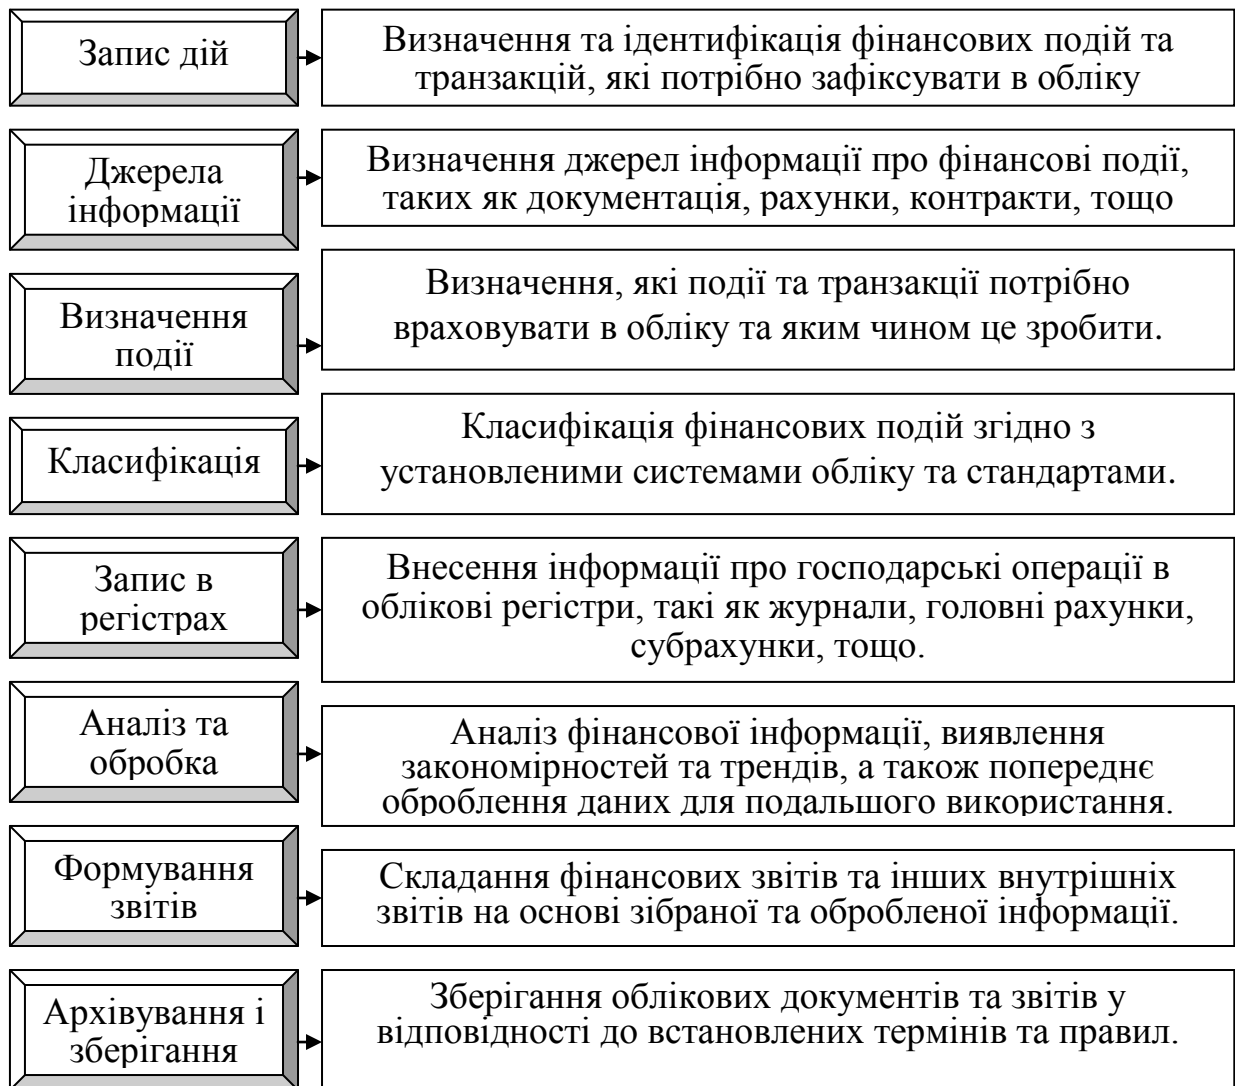 Запис дій
Визначення та ідентифікація фінансових подій та
транзакцій, які потрібно зафіксувати в обліку
Джерела
інформації
Визначення джерел інформації про фінансові події,
таких як документація, рахунки, контракти, тощо
Визначення
події
Визначення, які події та транзакції потрібно
враховувати в обліку та яким чином це зробити.
Класифікація
Класифікація фінансових подій згідно з
установленими системами обліку та стандартами.
Запис в
регістрах
Внесення інформації про господарські операції в
облікові регістри, такі як журнали, головні рахунки,
субрахунки, тощо.
Аналіз та
обробка
Аналіз фінансової інформації, виявлення
закономірностей та трендів, а також попереднє
оброблення даних для подальшого використання.
Формування
звітів
Складання фінансових звітів та інших внутрішніх
звітів на основі зібраної та обробленої інформації.
Архівування і
зберігання
Зберігання облікових документів та звітів у
відповідності до встановлених термінів та правил.